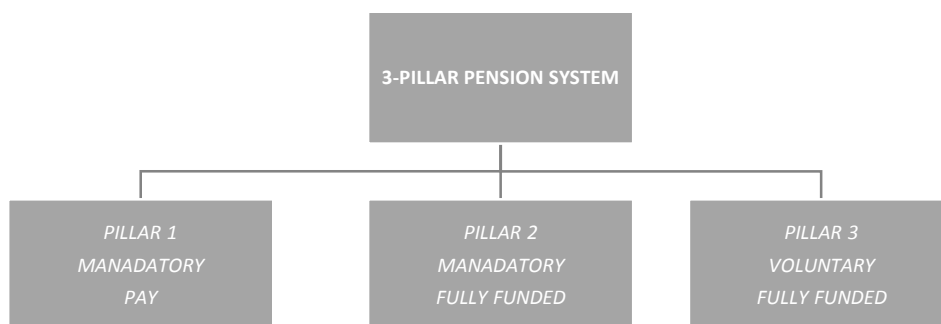 3-PILLAR PENSION SYSTEM
PILLAR 1
MANADATORY
PAY
PILLAR 2
MANADATORY
FULLY FUNDED
PILLAR 3
VOLUNTARY
FULLY FUNDED